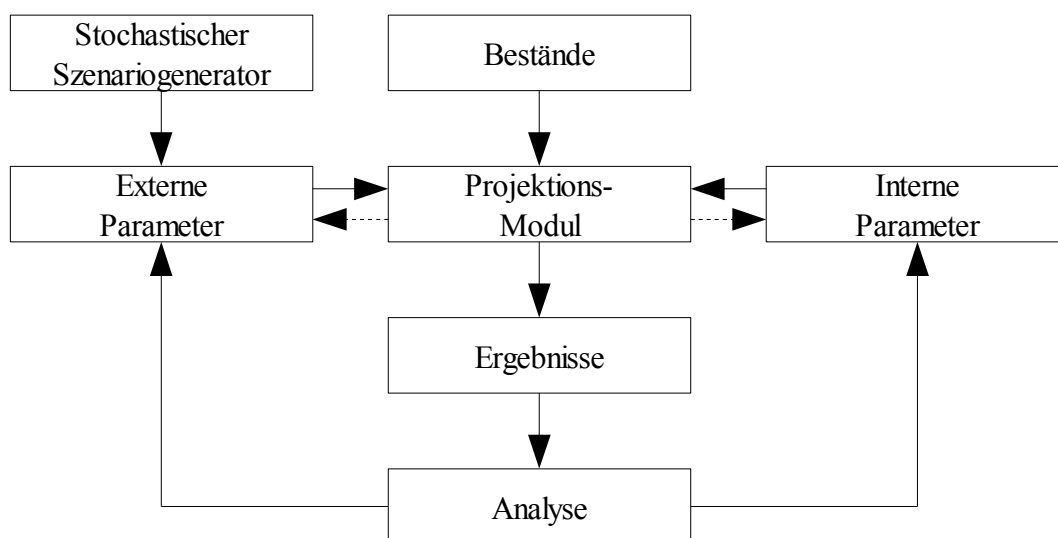 Stochastischer
Szenariogenerator
Bestände
Externe
Parameter
Projektions-
Modul
Interne
Parameter
Ergebnisse
Analyse